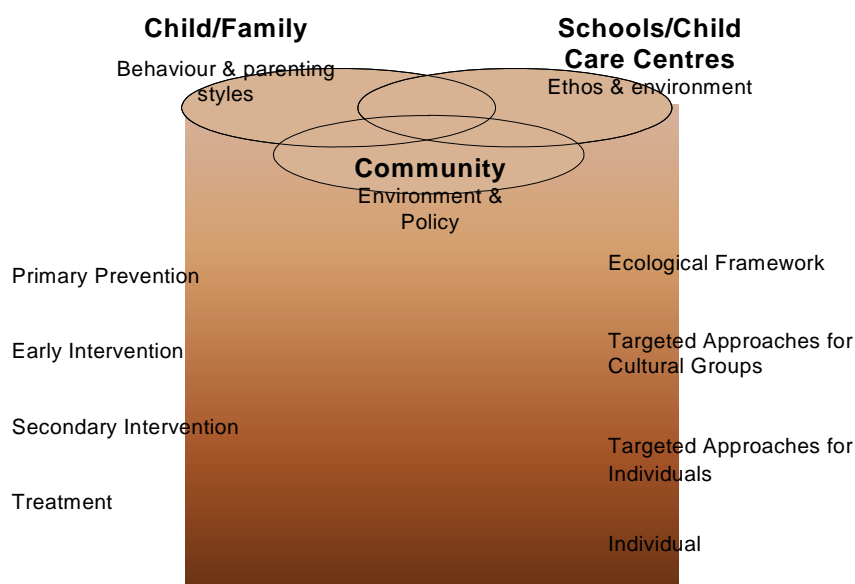 Child/Family
Behaviour & parenting
styles
Schools/Child
Care Centres
Ethos & environment
Community
Environment &
Policy
Primary Prevention
Early Intervention
Secondary Intervention
Treatment
Ecological Framework
Targeted Approaches for
Cultural Groups
Targeted Approaches for
Individuals
Individual